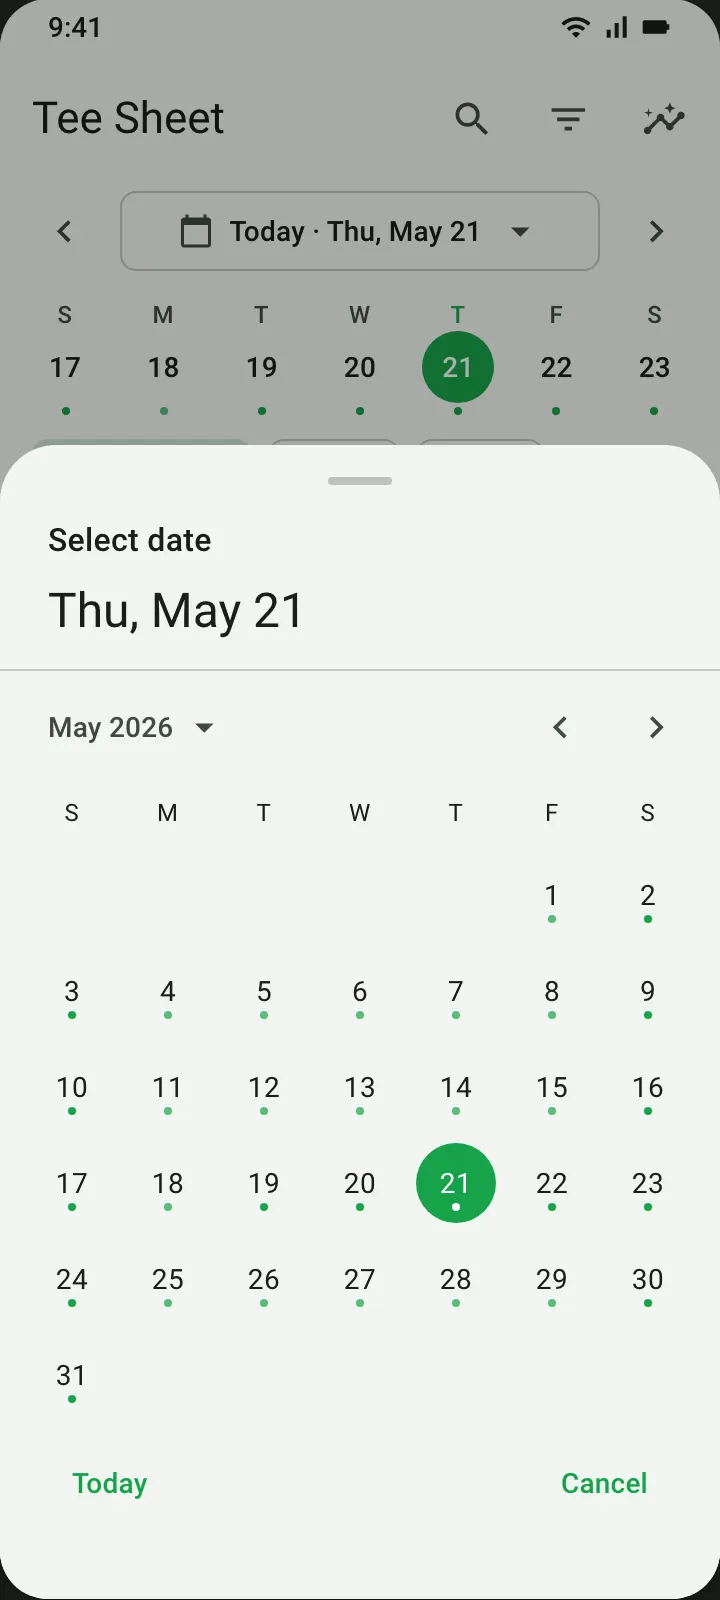 9:41
Tee Sheet
Today · Thu, May 21
S M T W T F S
17 18 19 20 21 22 23
Select date
Thu, May 21
May 2026
S M T W T F S
1 2
3 4 5 6 7 8 9
10 11 12 13 14 15 16
17 18 19 20 21 22 23
24 25 26 27 28 29 30
31
Today Cancel